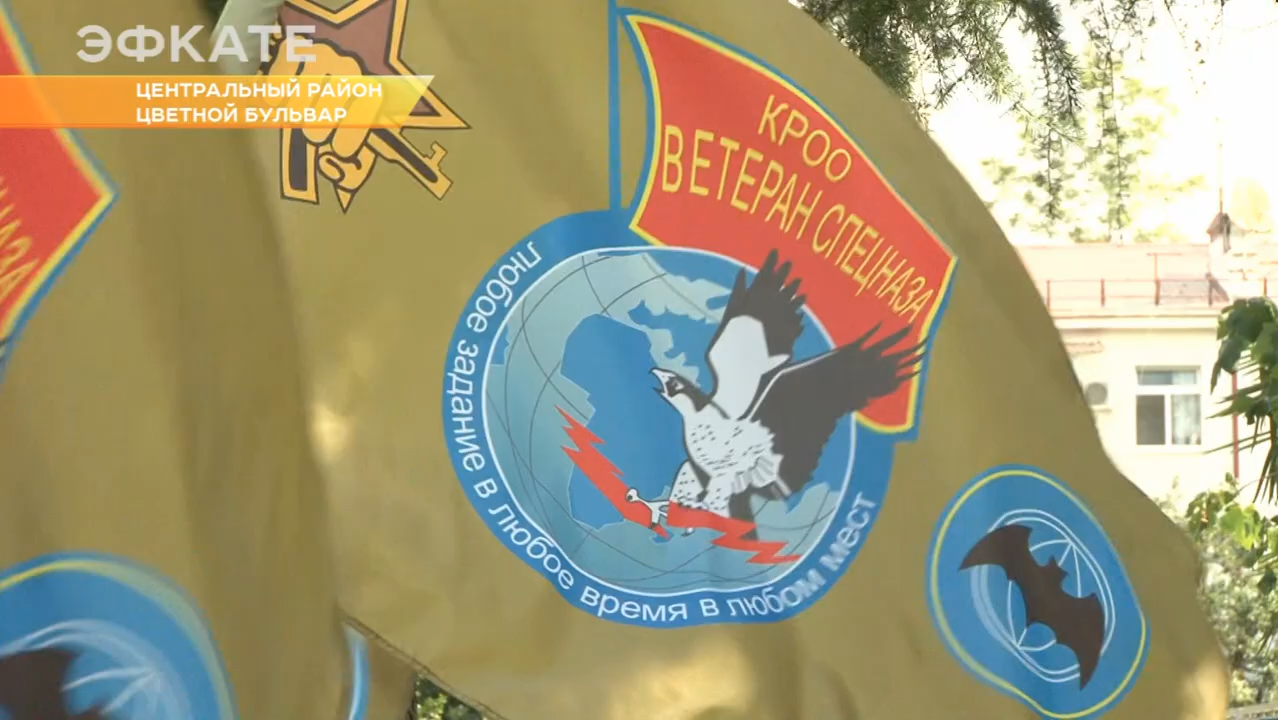 ЭФКАТЕ
ЦЕНТРАЛЬНЫЙ РАЙОН
ЦВЕТНОЙ БУЛЬВАР
КРОО
ВЕТЕРАН СПЕЦНАЗА
любое задание в любое время в любом мест